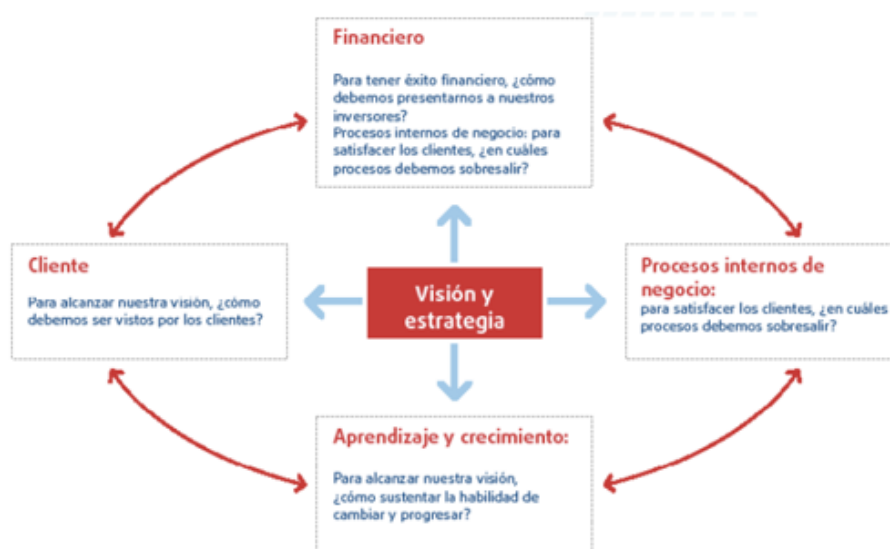 Financiero
Para tener éxito financiero, ¿cómo
debemos presentarnos a nuestros
inversores?
Procesos internos de negocio: para
satisfacer los clientes, ¿en cuáles
procesos debemos sobresalir?
Cliente
Para alcanzar nuestra visión, ¿cómo
debemos ser vistos por los clientes?
Visión y
estrategia
Procesos internos de
negocio:
para satisfacer los clientes, ¿en cuáles
procesos debemos sobresalir?
Aprendizaje y crecimiento:
Para alcanzar nuestra visión,
¿cómo sustentar la habilidad de
cambiar y progresar?